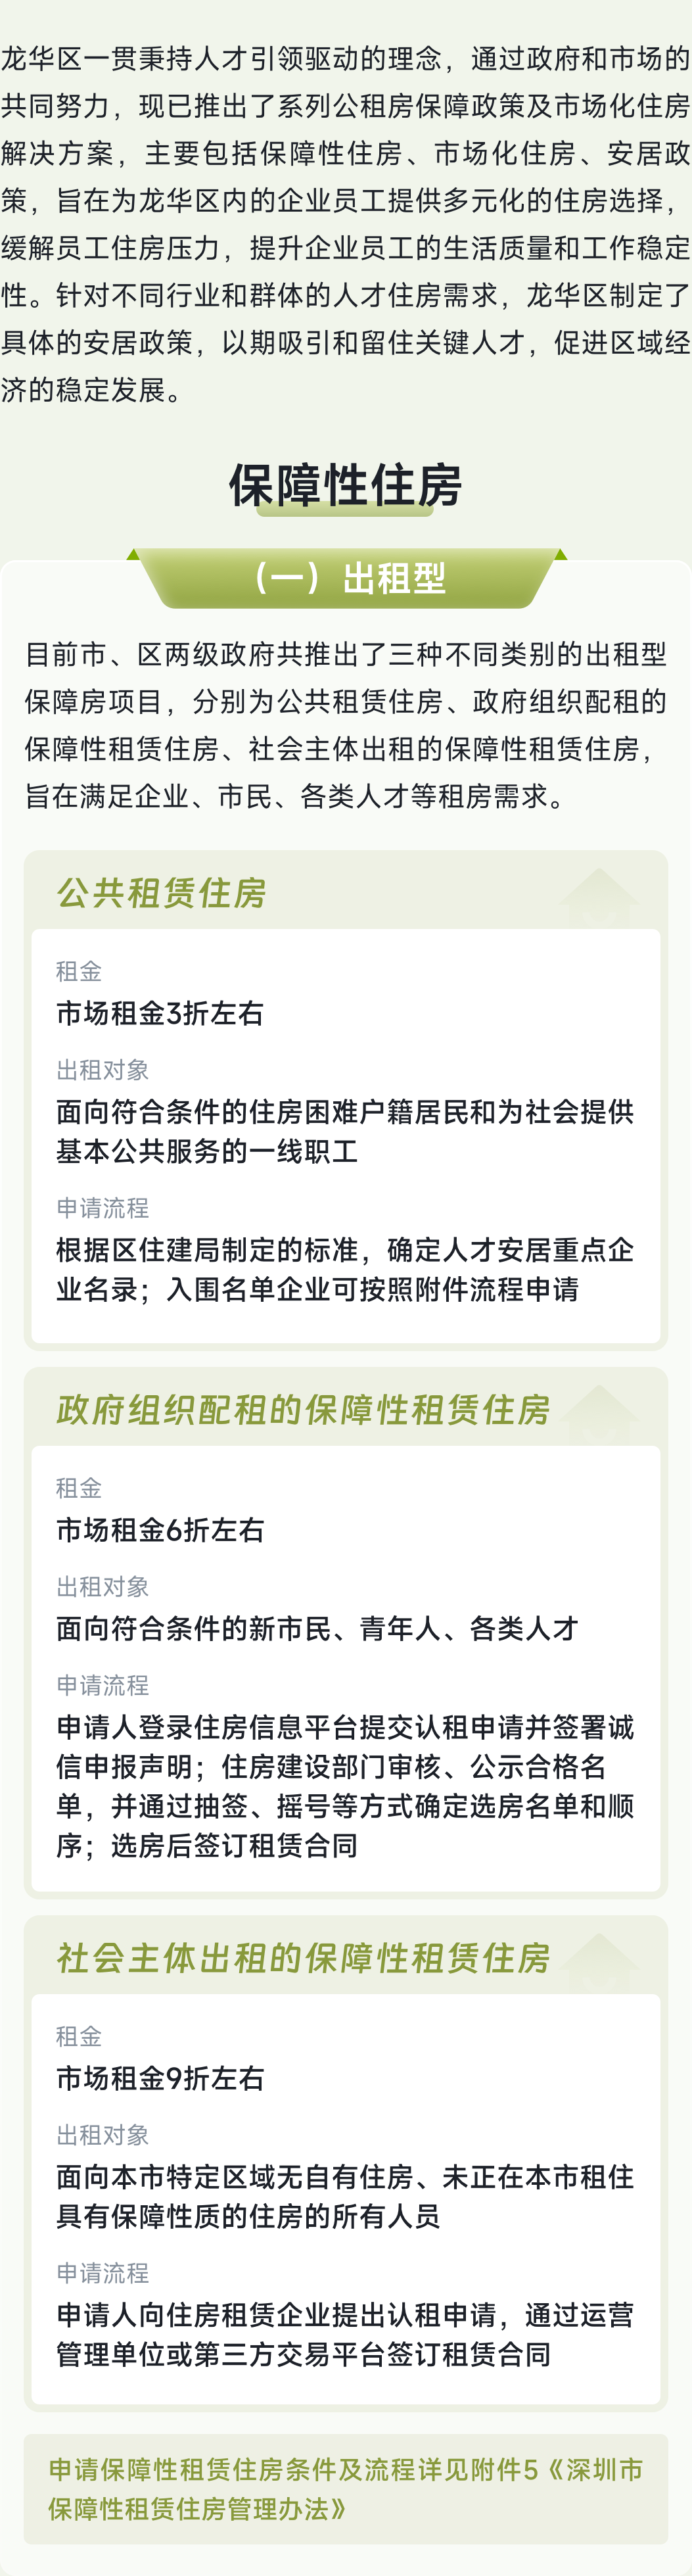 龙华区一贯秉持人才引领驱动的理念，通过政府和市场的
共同努力，现已推出了系列公租房保障政策及市场化住房
解决方案，主要包括保障性住房、市场化住房、安居政
策，旨在为龙华区内的企业员工提供多元化的住房选择，
缓解员工住房压力，提升企业员工的生活质量和工作稳定
性。针对不同行业和群体的人才住房需求，龙华区制定了
具体的安居政策，以期吸引和留住关键人才，促进区域经
济的稳定发展。
保障性住房
（一）出租型
目前市、区两级政府共推出了三种不同类别的出租型
保障房项目，分别为公共租赁住房、政府组织配租的
保障性租赁住房、社会主体出租的保障性租赁住房，
旨在满足企业、市民、各类人才等租房需求。
公共租赁住房
租金
市场租金3折左右
出租对象
面向符合条件的住房困难户籍居民和为社会提供
基本公共服务的一线职工
申请流程
根据区住建局制定的标准，确定人才安居重点企
业名录；入围名单企业可按照附件流程申请
政府组织配租的保障性租赁住房
租金
市场租金6折左右
出租对象
面向符合条件的新市民、青年人、各类人才
申请流程
申请人登录住房信息平台提交认租申请并签署诚
信申报声明；住房建设部门审核、公示合格名
单，并通过抽签、摇号等方式确定选房名单和顺
序；选房后签订租赁合同
社会主体出租的保障性租赁住房
租金
市场租金9折左右
出租对象
面向本市特定区域无自有住房、未正在本市租住
具有保障性质的住房的所有人员
申请流程
申请人向住房租赁企业提出认租申请，通过运营
管理单位或第三方交易平台签订租赁合同
申请保障性租赁住房条件及流程详见附件5《深圳市
保障性租赁住房管理办法》